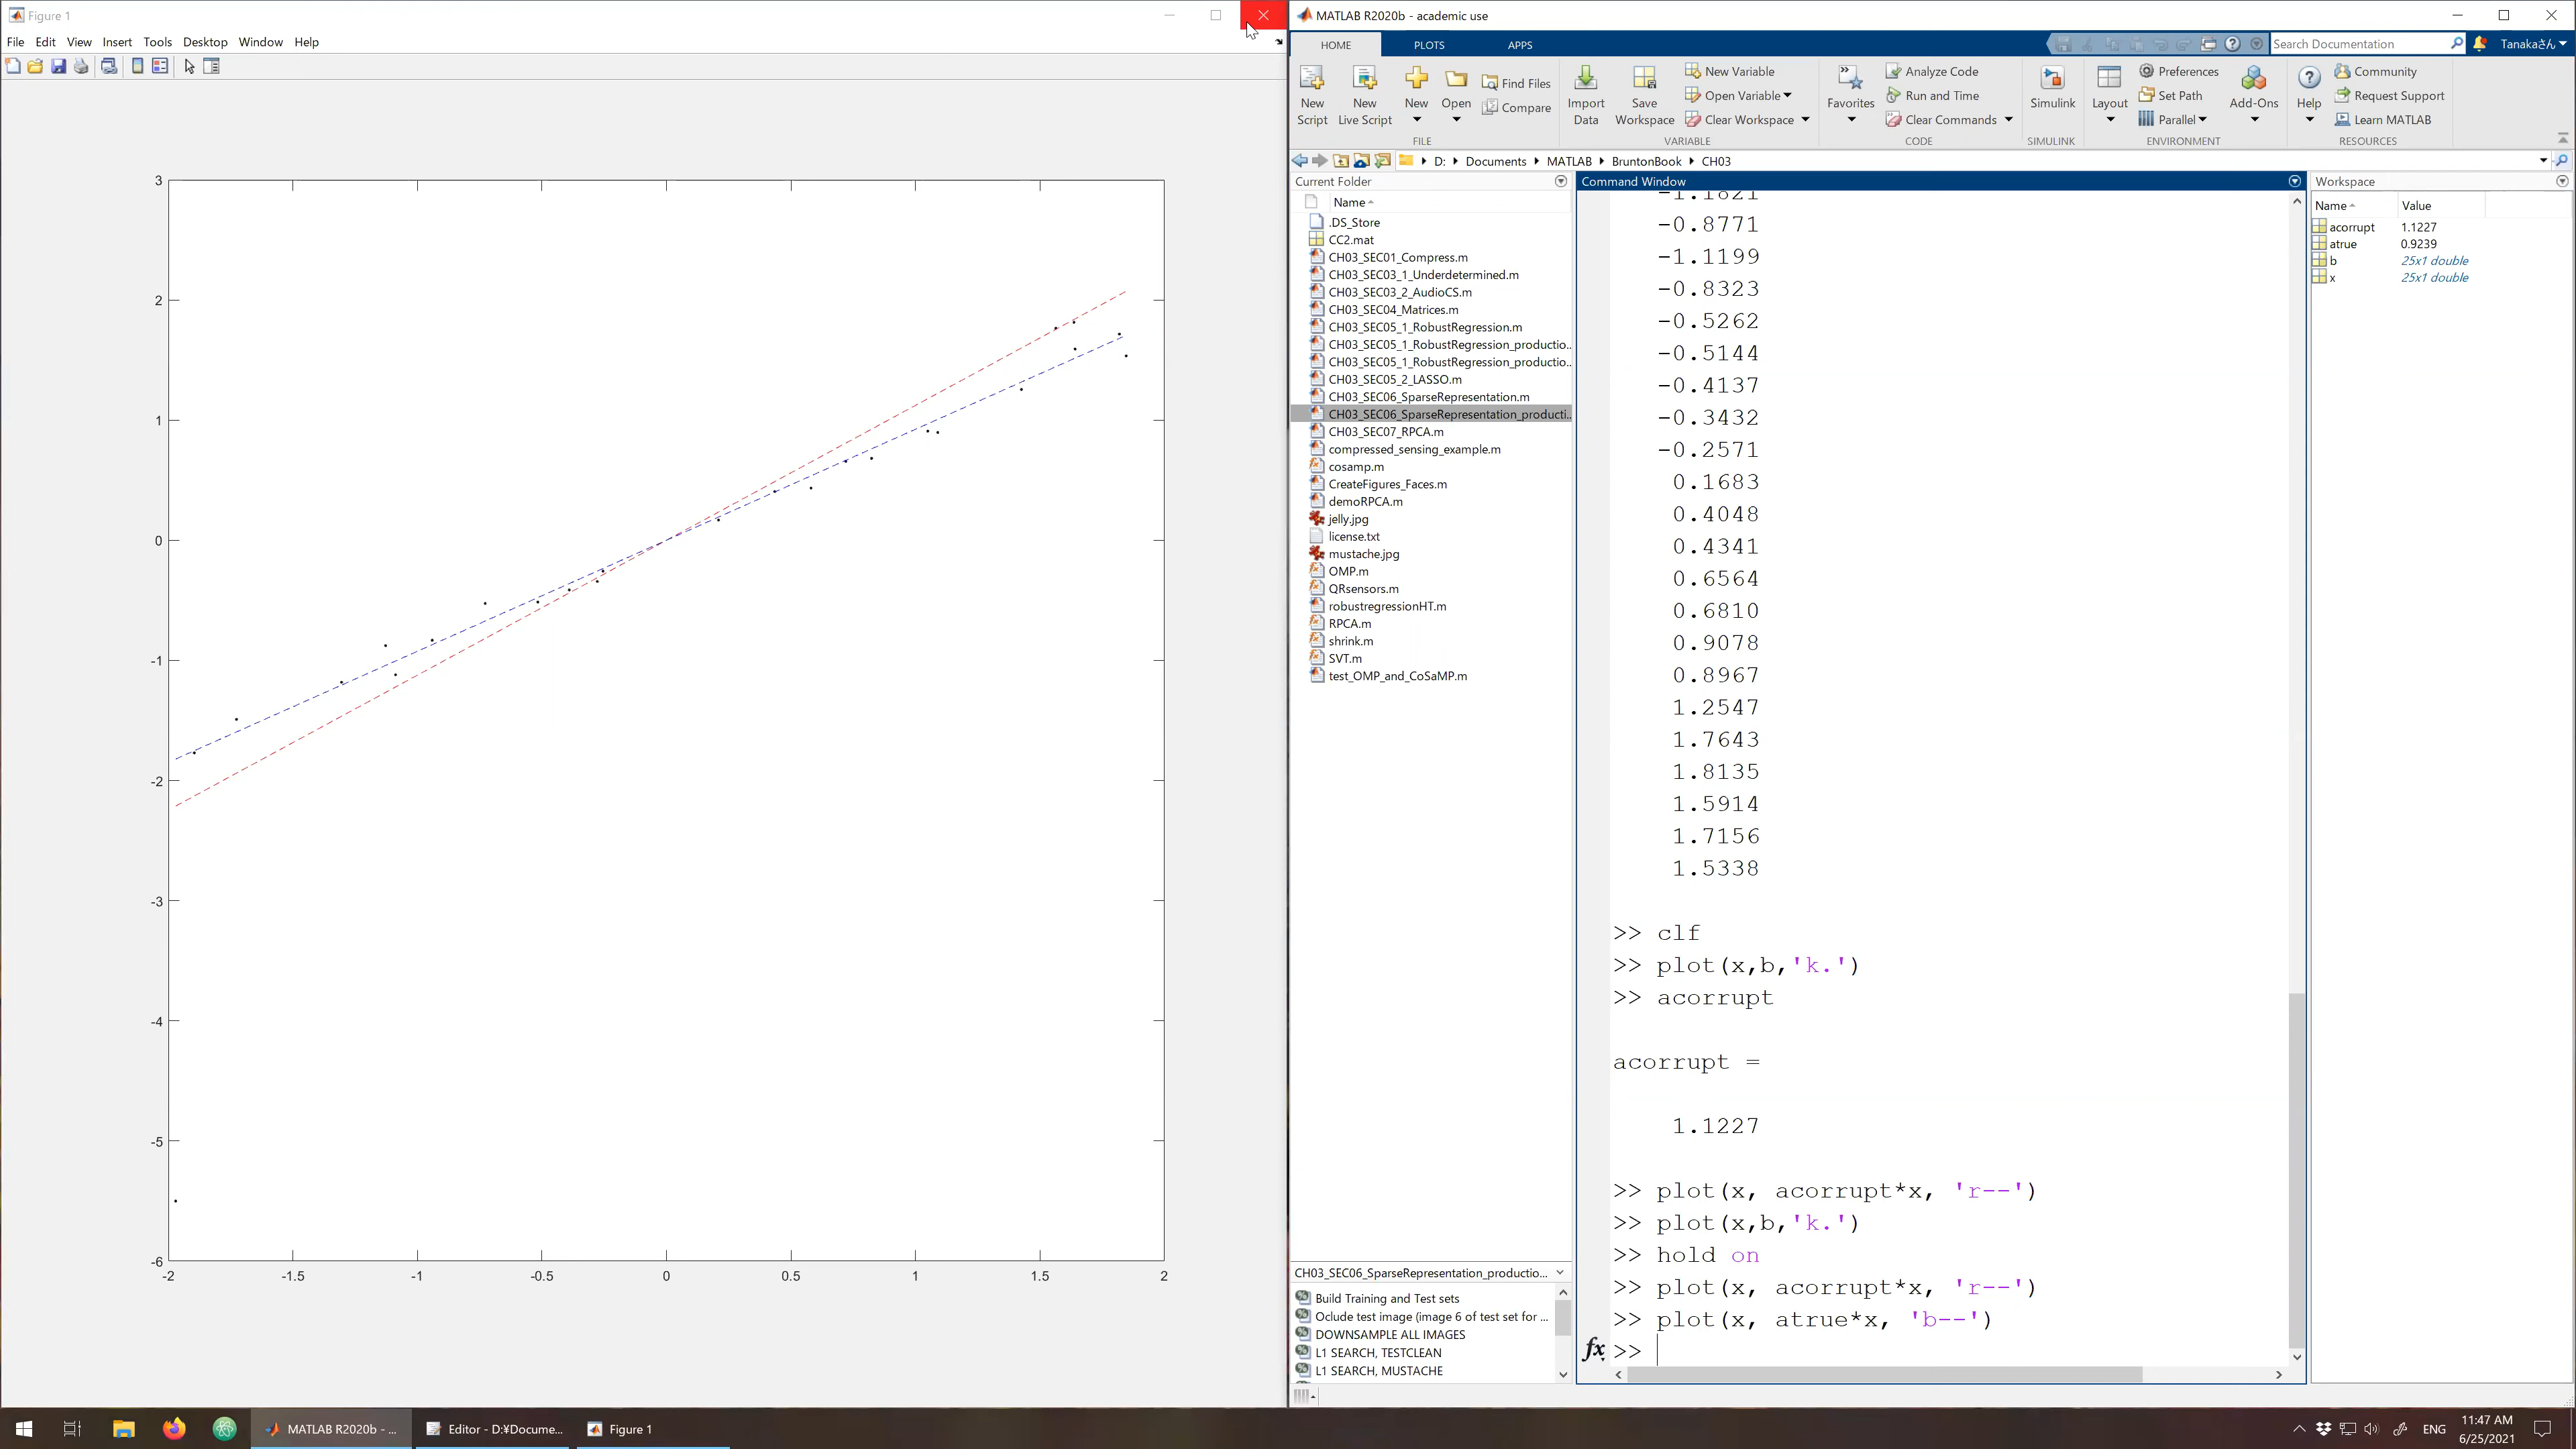 Figure 1
File Edit View Insert Tools Desktop Window Help
3
2
1
0
-1
-2
-3
-4
-5
-6
-2 -1.5 -1 -0.5 0 0.5 1 1.5 2
MATLAB R2020b - academic use
HOME PLOTS APPS
Search Documentation
Tanakaさん
New Script
New Live Script
New
Open
Find Files
Compare
FILE
Import Data
Save Workspace
New Variable
Open Variable
Clear Workspace
VARIABLE
Favorites
Analyze Code
Run and Time
Clear Commands
CODE
Simulink
SIMULINK
Layout
Preferences
Set Path
Parallel
Add-Ons
ENVIRONMENT
Help
Community
Request Support
Learn MATLAB
RESOURCES
D: Documents MATLAB BruntonBook CH03
Current Folder
Name
.DS_Store
CC2.mat
CH03_SEC01_Compress.m
CH03_SEC03_1_Underdetermined.m
CH03_SEC03_2_AudioCS.m
CH03_SEC04_Matrices.m
CH03_SEC05_1_RobustRegression.m
CH03_SEC05_1_RobustRegression_productio..
CH03_SEC05_1_RobustRegression_productio..
CH03_SEC05_2_LASSO.m
CH03_SEC06_SparseRepresentation.m
CH03_SEC06_SparseRepresentation_producti..
CH03_SEC07_RPCA.m
compressed_sensing_example.m
cosamp.m
CreateFigures_Faces.m
demoRPCA.m
jelly.jpg
license.txt
mustache.jpg
OMP.m
QRsensors.m
robustregressionHT.m
RPCA.m
shrink.m
SVT.m
test_OMP_and_CoSaMP.m
CH03_SEC06_SparseRepresentation_productio...
Build Training and Test sets
Oclude test image (image 6 of test set for ...
DOWNSAMPLE ALL IMAGES
L1 SEARCH, TESTCLEAN
L1 SEARCH, MUSTACHE
Command Window
-1.1821
-0.8771
-1.1199
-0.8323
-0.5262
-0.5144
-0.4137
-0.3432
-0.2571
0.1683
0.4048
0.4341
0.6564
0.6810
0.9078
0.8967
1.2547
1.7643
1.8135
1.5914
1.7156
1.5338
>> clf
>> plot(x,b,'k.')
>> acorrupt
acorrupt =
1.1227
>> plot(x, acorrupt*x, 'r--')
>> plot(x,b,'k.')
>> hold on
>> plot(x, acorrupt*x, 'r--')
>> plot(x, atrue*x, 'b--')
fx >>
Workspace
Name Value
acorrupt 1.1227
atrue 0.9239
b 25x1 double
x 25x1 double
MATLAB R2020b - ...
Editor - D:¥Docume...
Figure 1
ENG
11:47 AM
6/25/2021